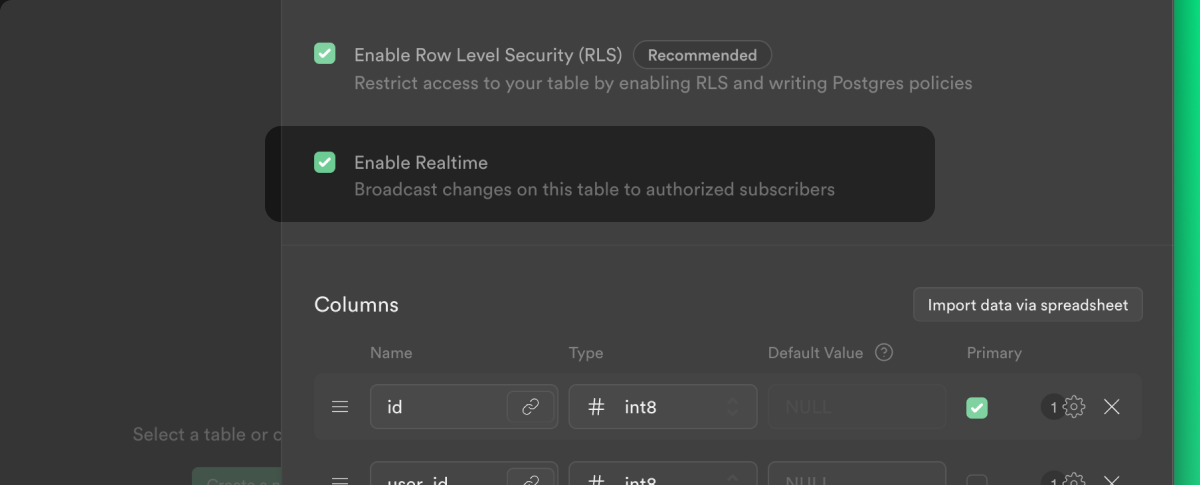 Enable Row Level Security (RLS) Recommended
Restrict access to your table by enabling RLS and writing Postgres policies
Enable Realtime
Broadcast changes on this table to authorized subscribers
Columns Import data via spreadsheet
Name Type Default Value ? Primary
id # int8 NULL 1
Select a table or c
Create a
user_id # int8 NULL 1